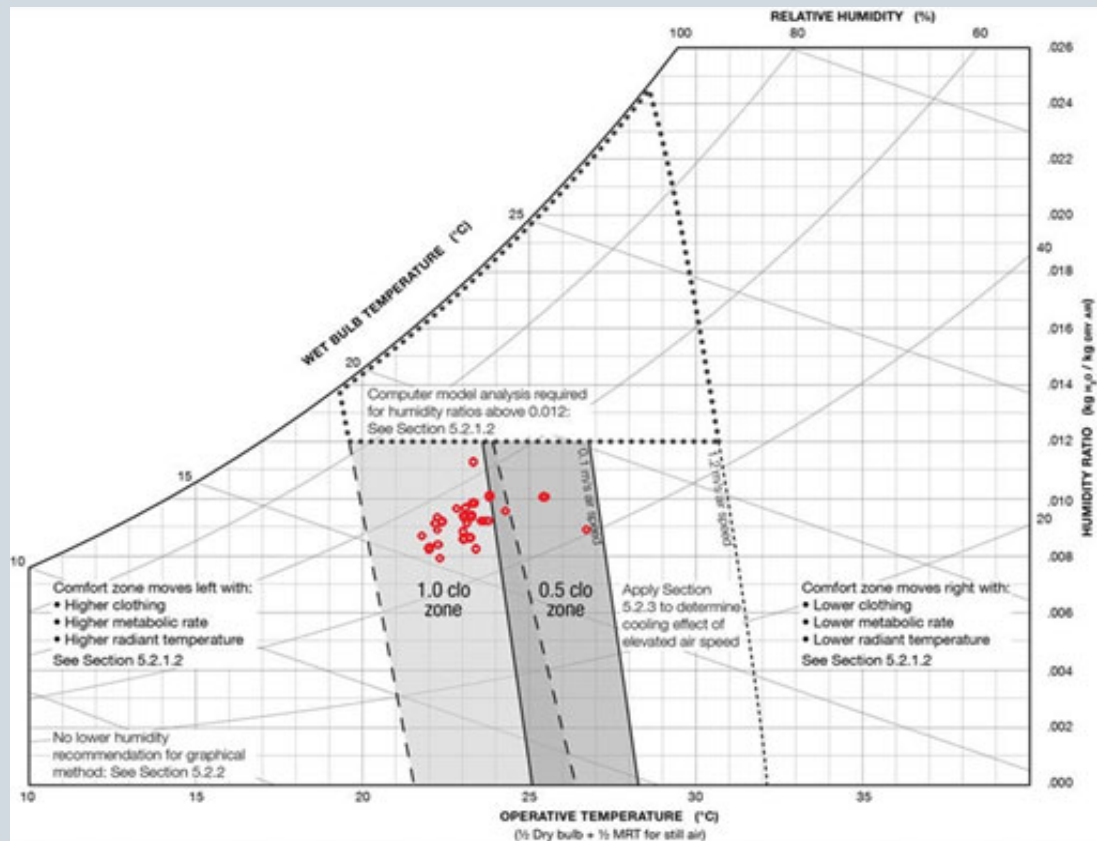 RELATIVE HUMIDITY (%)
100
80
60
.026
.024
.022
25
.020
WET BULB TEMPERATURE (°C)
40
.018
.016
20
.014
Computer model analysis required
for humidity ratios above 0.012:
See Section 5.2.1.2
.012
0.1 m/s air speed
1.2 m/s air speed
15
.010
20
HUMIDITY RATIO (kg H₂O / kg DRY AIR)
10
.008
Comfort zone moves left with:
• Higher clothing
• Higher metabolic rate
• Higher radiant temperature
See Section 5.2.1.2
1.0 clo
zone
0.5 clo
zone
Apply Section
5.2.3 to determine
cooling effect of
elevated air speed
Comfort zone moves right with:
• Lower clothing
• Lower metabolic rate
• Lower radiant temperature
See Section 5.2.1.2
.006
.004
.002
No lower humidity
recommendation for graphical
method: See Section 5.2.2
.000
10
15
20
25
30
35
OPERATIVE TEMPERATURE (°C)
(½ Dry bulb + ½ MRT for still air)